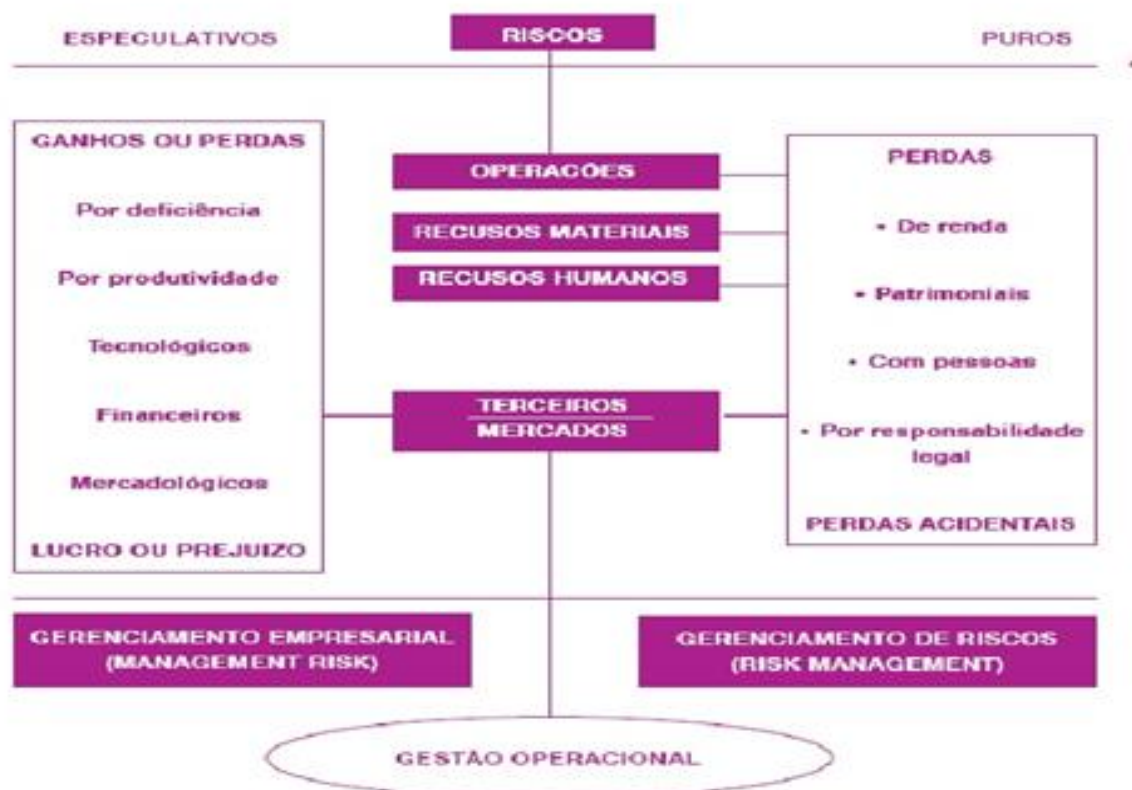 ESPECULATIVOS
RISCOS
PUROS
GANHOS OU PERDAS
Por deficiência
Por produtividade
Tecnológicos
Financeiros
Mercadológicos
LUCRO OU PREJUIZO
OPERACÕES
RECUSOS MATERIAIS
RECUSOS HUMANOS
TERCEIROS
MERCADOS
PERDAS
• De renda
• Patrimoniais
• Com pessoas
• Por responsabilidade
legal
PERDAS ACIDENTAIS
GERENCIAMENTO EMPRESARIAL
(MANAGEMENT RISK)
GERENCIAMENTO DE RISCOS
(RISK MANAGEMENT)
GESTÃO OPERACIONAL